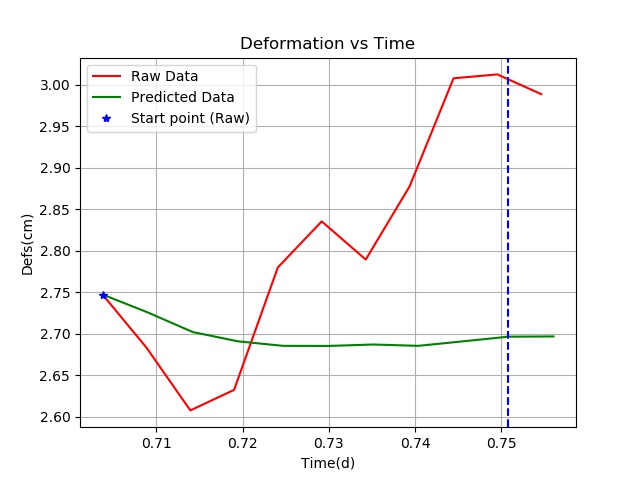 Deformation vs Time
Raw Data
Predicted Data
Start point (Raw)
Defs(cm)
3.00
2.95
2.90
2.85
2.80
2.75
2.70
2.65
2.60
0.71 0.72 0.73 0.74 0.75
Time(d)